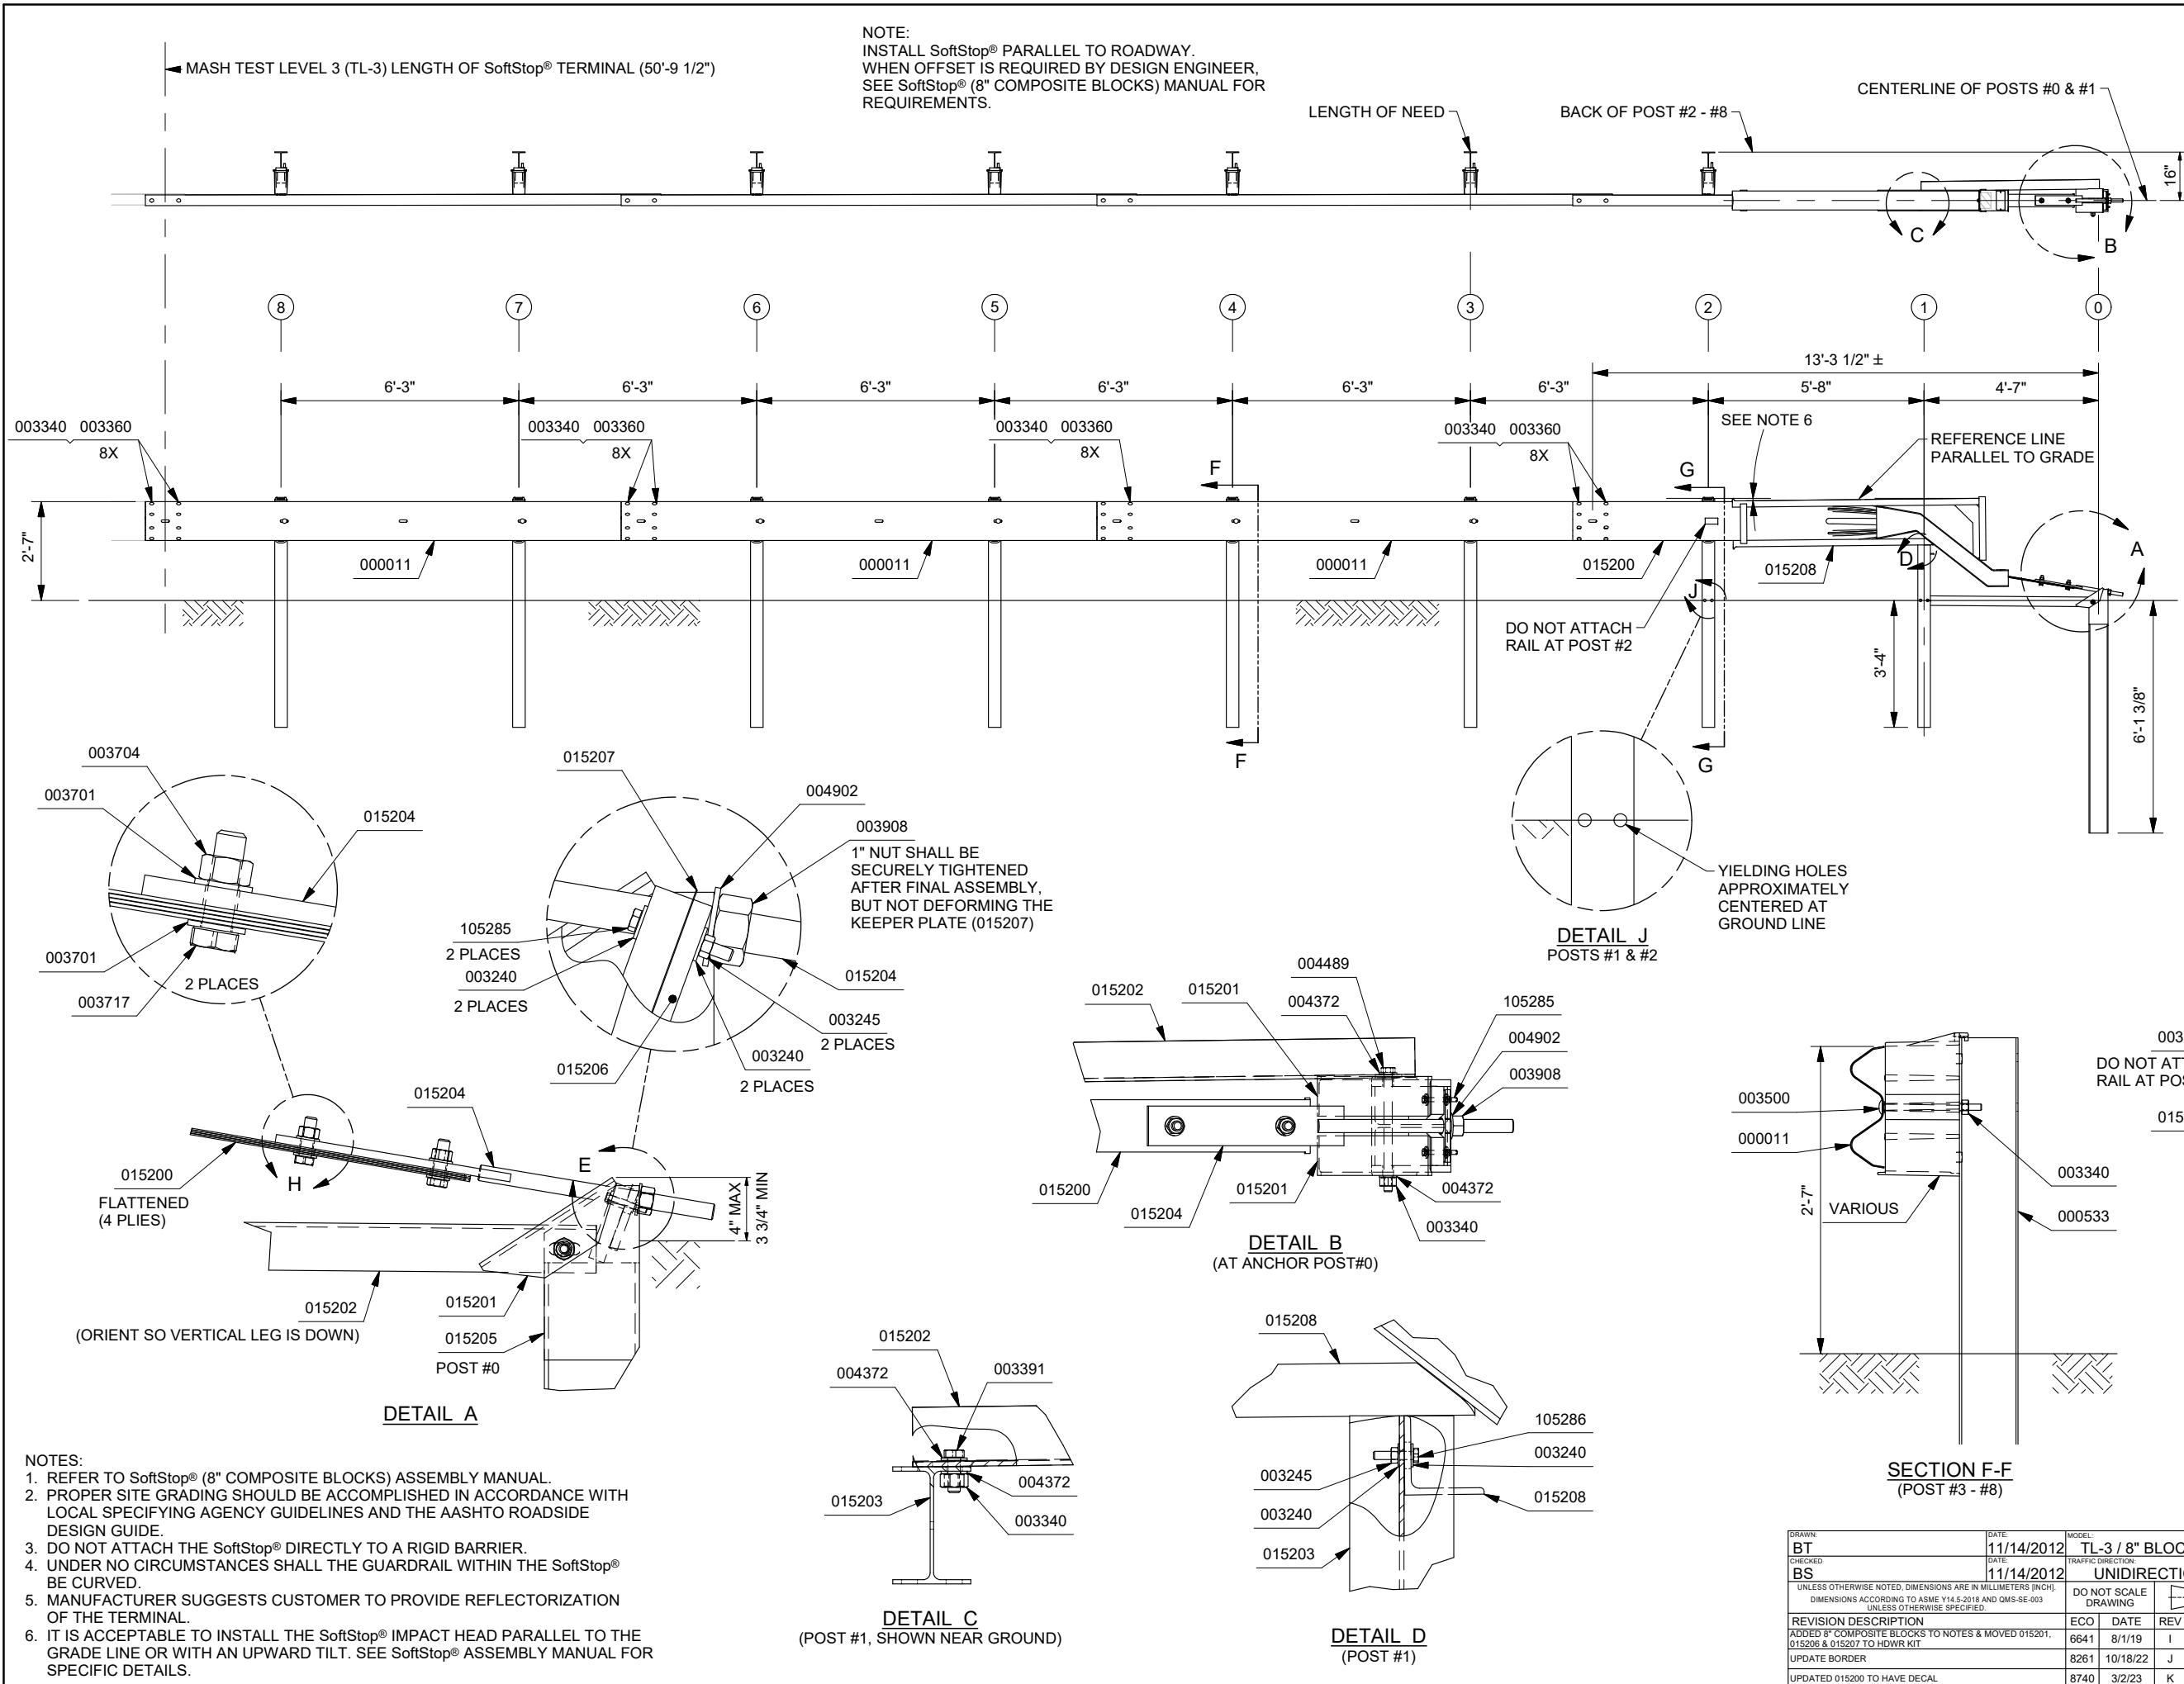 NOTE:
INSTALL SoftStop® PARALLEL TO ROADWAY.
WHEN OFFSET IS REQUIRED BY DESIGN ENGINEER,
SEE SoftStop® (8" COMPOSITE BLOCKS) MANUAL FOR
REQUIREMENTS.
MASH TEST LEVEL 3 (TL-3) LENGTH OF SoftStop® TERMINAL (50'-9 1/2")
LENGTH OF NEED
BACK OF POST #2 - #8
CENTERLINE OF POSTS #0 & #1
16"
C
B
8
7
6
5
4
3
2
1
0
13'-3 1/2" ±
6'-3"
6'-3"
6'-3"
6'-3"
6'-3"
6'-3"
5'-8"
4'-7"
003340 003360
8X
003340 003360
8X
003340 003360
8X
003340 003360
8X
SEE NOTE 6
REFERENCE LINE
PARALLEL TO GRADE
F
G
2'-7"
000011
000011
000011
015200
015208
D
A
J
DO NOT ATTACH
RAIL AT POST #2
3'-4"
6'-1 3/8"
F
G
003704
003701
015204
003701
003717
2 PLACES
015207
004902
003908
1" NUT SHALL BE
SECURELY TIGHTENED
AFTER FINAL ASSEMBLY,
BUT NOT DEFORMING THE
KEEPER PLATE (015207)
105285
2 PLACES
003240
2 PLACES
015204
003245
2 PLACES
003240
2 PLACES
015206
YIELDING HOLES
APPROXIMATELY
CENTERED AT
GROUND LINE
DETAIL J
POSTS #1 & #2
015204
E
H
015200
FLATTENED
(4 PLIES)
4" MAX
3 3/4" MIN
015202
(ORIENT SO VERTICAL LEG IS DOWN)
015201
015205
POST #0
DETAIL A
004489
015202
015201
004372
105285
004902
003908
015200
015204
015201
004372
003340
DETAIL B
(AT ANCHOR POST#0)
015202
004372
003391
004372
015203
003340
DETAIL C
(POST #1, SHOWN NEAR GROUND)
015208
105286
003240
003245
015208
003240
015203
DETAIL D
(POST #1)
003
DO NOT ATT
RAIL AT POS
015
003500
000011
2'-7"
VARIOUS
003340
000533
SECTION F-F
(POST #3 - #8)
NOTES:
1. REFER TO SoftStop® (8" COMPOSITE BLOCKS) ASSEMBLY MANUAL.
2. PROPER SITE GRADING SHOULD BE ACCOMPLISHED IN ACCORDANCE WITH
LOCAL SPECIFYING AGENCY GUIDELINES AND THE AASHTO ROADSIDE
DESIGN GUIDE.
3. DO NOT ATTACH THE SoftStop® DIRECTLY TO A RIGID BARRIER.
4. UNDER NO CIRCUMSTANCES SHALL THE GUARDRAIL WITHIN THE SoftStop®
BE CURVED.
5. MANUFACTURER SUGGESTS CUSTOMER TO PROVIDE REFLECTORIZATION
OF THE TERMINAL.
6. IT IS ACCEPTABLE TO INSTALL THE SoftStop® IMPACT HEAD PARALLEL TO THE
GRADE LINE OR WITH AN UPWARD TILT. SEE SoftStop® ASSEMBLY MANUAL FOR
SPECIFIC DETAILS.
DRAWN: DATE: MODEL:
BT 11/14/2012 TL-3 / 8" BLOC
CHECKED: DATE: TRAFFIC DIRECTION:
BS 11/14/2012 UNIDIRECTI
UNLESS OTHERWISE NOTED, DIMENSIONS ARE IN MILLIMETERS [INCH].
DIMENSIONS ACCORDING TO ASME Y14.5-2018 AND QMS-SE-003
UNLESS OTHERWISE SPECIFIED.
DO NOT SCALE
DRAWING
REVISION DESCRIPTION ECO DATE REV
ADDED 8" COMPOSITE BLOCKS TO NOTES & MOVED 015201,
015206 & 015207 TO HDWR KIT 6641 8/1/19 I
UPDATE BORDER 8261 10/18/22 J
UPDATED 015200 TO HAVE DECAL 8740 3/2/23 K